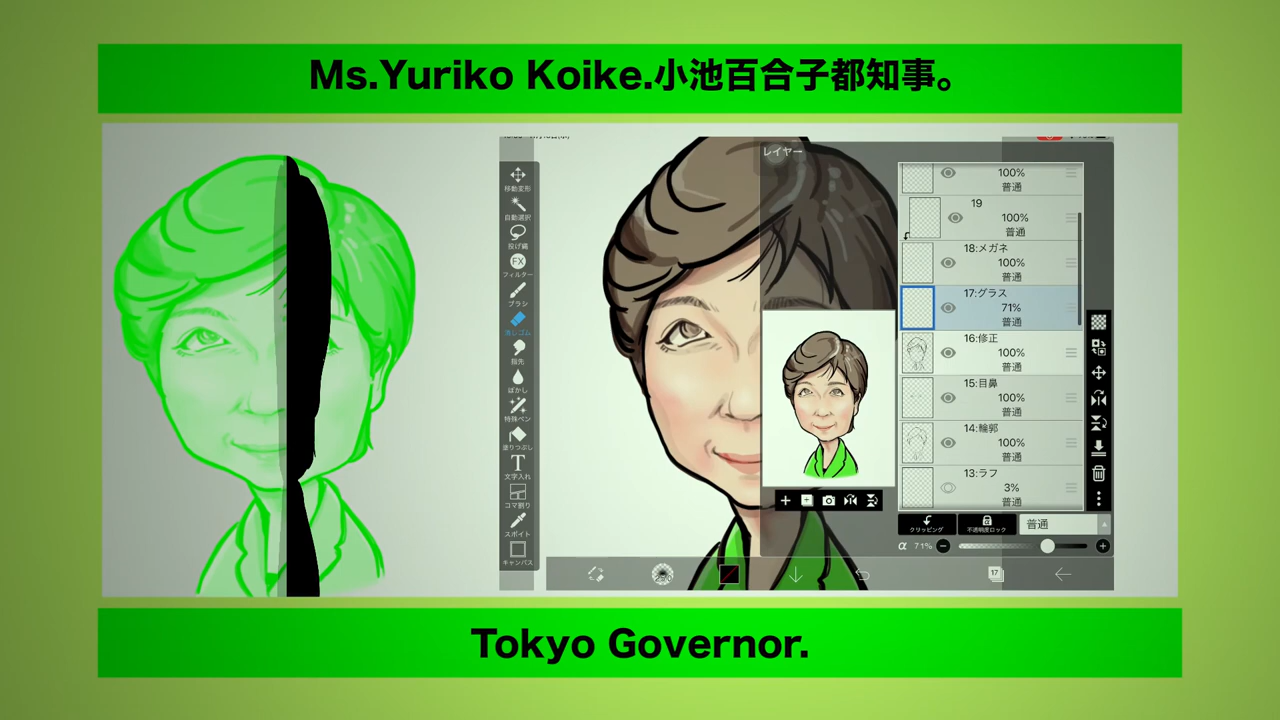 Ms.Yuriko Koike.小池百合子都知事。
移動変形
自動選択
投げ縄
FX
フィルター
ブラシ
消しゴム
指先
ぼかし
特殊ペン
塗りつぶし
T
文字入れ
コマ割り
スポイト
キャンバス
レイヤー
100%
普通
19
100%
普通
18:メガネ
100%
普通
17:グラス
71%
普通
16:修正
100%
普通
15:目鼻
100%
普通
14:輪郭
100%
普通
13:ラフ
3%
普通
クリッピング
不透明度ロック
普通
α 71%
17
Tokyo Governor.